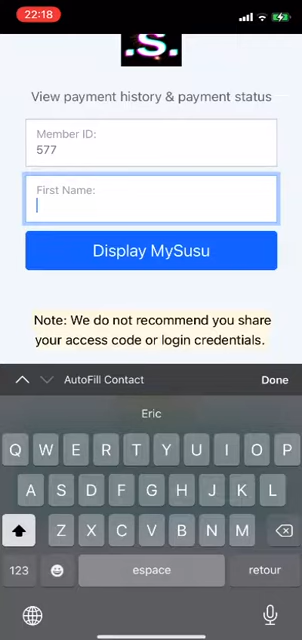 22:18
.S.
View payment history & payment status
Member ID:
577
First Name:
Display MySusu
Note: We do not recommend you share
your access code or login credentials.
AutoFill Contact
Done
Eric
Q W E R T Y U I O P
A S D F G H J K L
Z X C V B N M
123
espace
retour